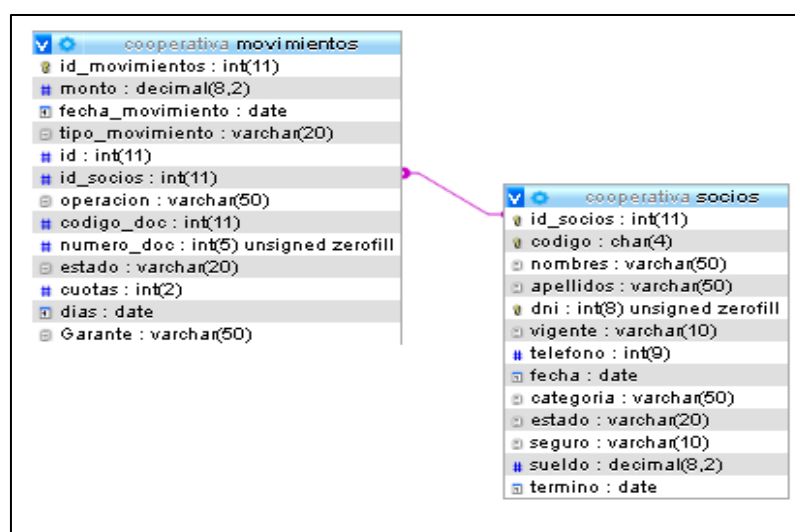 cooperativa movimientos
id_movimientos : int(11)
monto : decimal(8,2)
fecha_movimiento : date
tipo_movimiento : varchar(20)
id : int(11)
id_socios : int(11)
operacion : varchar(50)
codigo_doc : int(11)
numero_doc : int(5) unsigned zerofill
estado : varchar(20)
cuotas : int(2)
dias : date
Garante : varchar(50)
cooperativa socios
id_socios : int(11)
codigo : char(4)
nombres : varchar(50)
apellidos : varchar(50)
dni : int(8) unsigned zerofill
vigente : varchar(10)
telefono : int(9)
fecha : date
categoria : varchar(50)
estado : varchar(20)
seguro : varchar(10)
sueldo : decimal(8,2)
termino : date